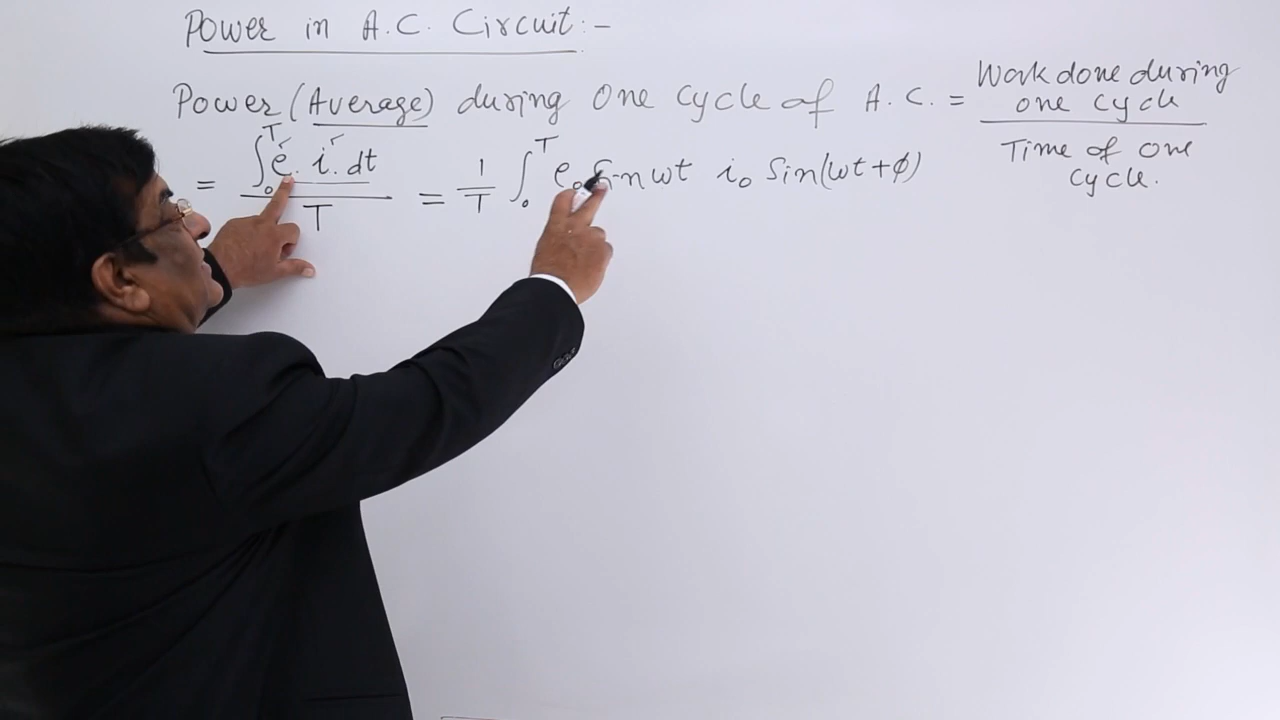 Power in A.C. Circuit:-
Power (Average) during One Cycle of A.C. = Work done during one cycle / Time of one cycle.
= ∫₀ᵀ e. i. dt / T = 1/T ∫₀ᵀ e₀ Sin ωt i₀ Sin(ωt+ϕ)